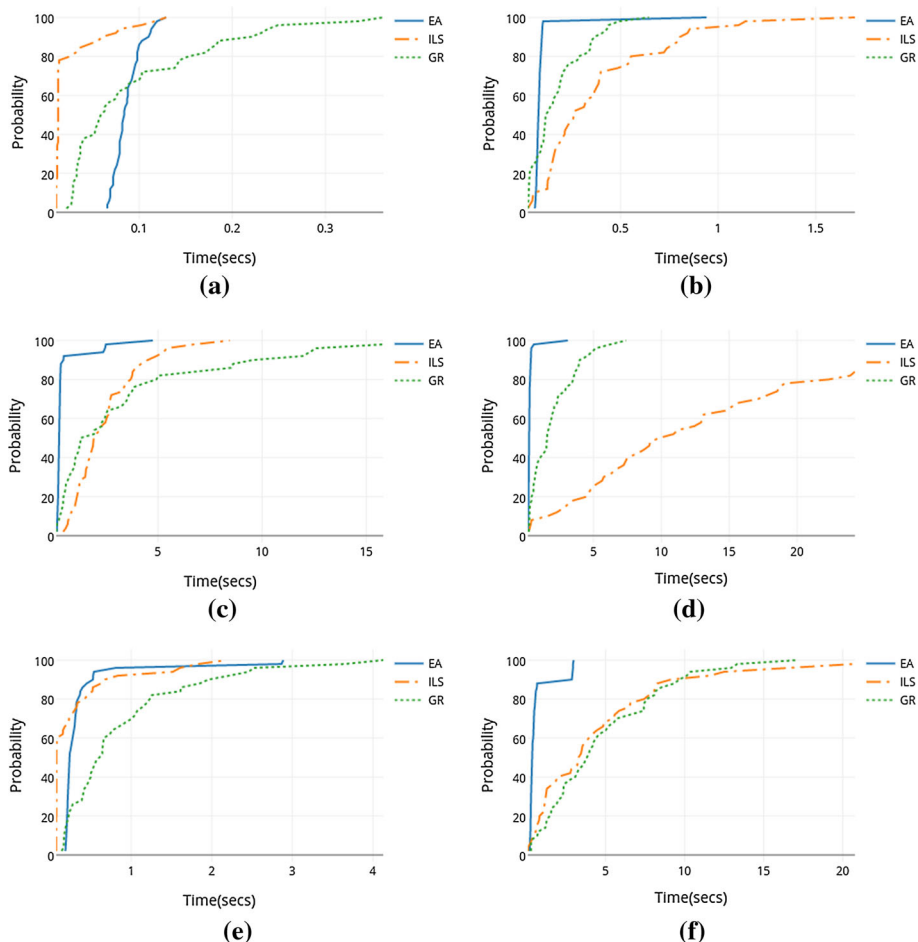 100
80
60
40
20
0
Probability
0.1
0.2
0.3
Time(secs)
EA
ILS
GR
(a)
100
80
60
40
20
0
Probability
0.5
1
1.5
Time(secs)
EA
ILS
GR
(b)
100
80
60
40
20
0
Probability
5
10
15
Time(secs)
EA
ILS
GR
(c)
100
80
60
40
20
0
Probability
5
10
15
20
Time(secs)
EA
ILS
GR
(d)
100
80
60
40
20
0
Probability
1
2
3
4
Time(secs)
EA
ILS
GR
(e)
100
80
60
40
20
0
Probability
5
10
15
20
Time(secs)
EA
ILS
GR
(f)